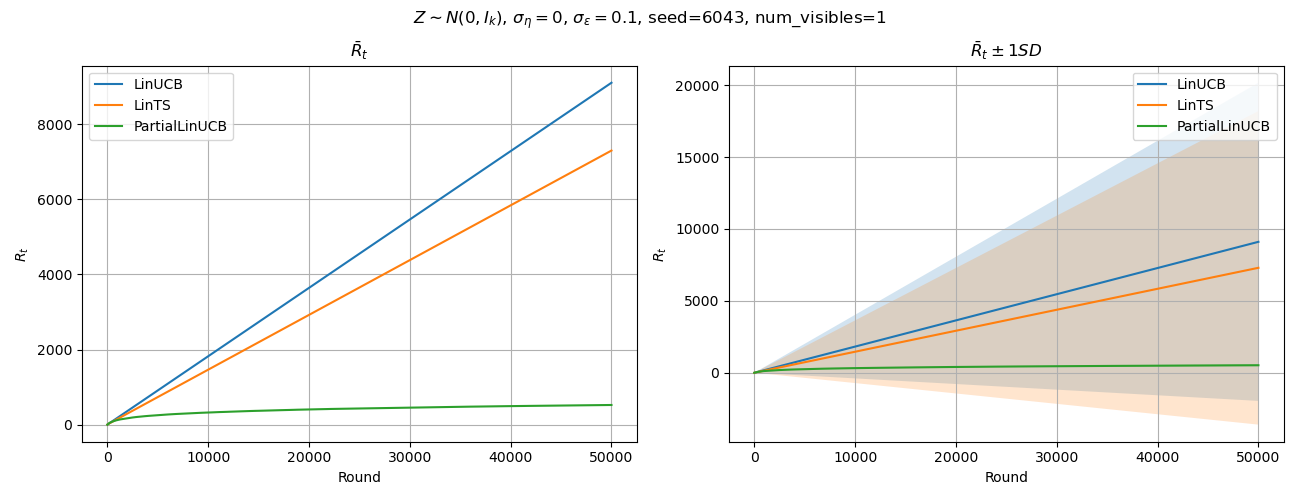 Z ∼ N(0, I_k), σ_η = 0, σ_ε = 0.1, seed=6043, num_visibles=1
R̄_t
LinUCB
LinTS
PartialLinUCB
8000
6000
4000
2000
0
R_t
0 10000 20000 30000 40000 50000
Round
R̄_t ± 1SD
LinUCB
LinTS
PartialLinUCB
20000
15000
10000
5000
0
R_t
0 10000 20000 30000 40000 50000
Round